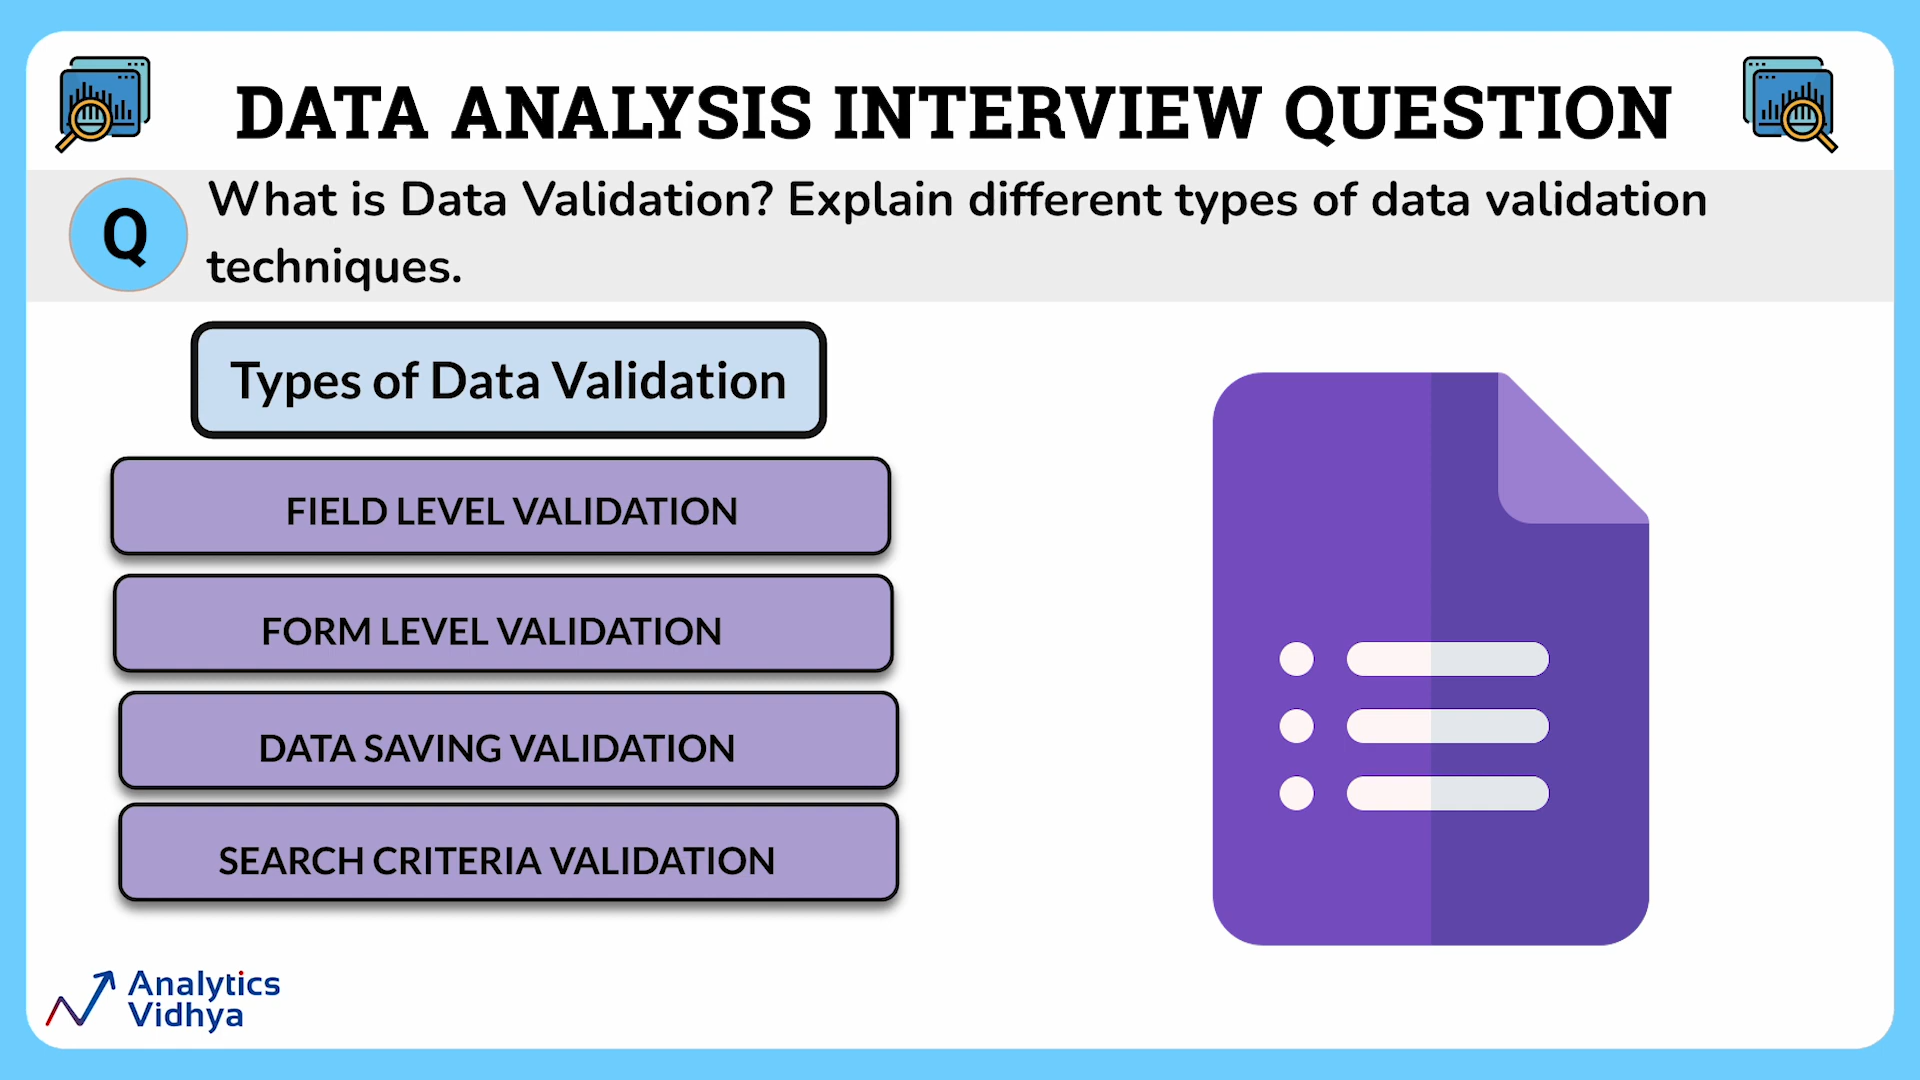 DATA ANALYSIS INTERVIEW QUESTION
Q
What is Data Validation? Explain different types of data validation
techniques.
Types of Data Validation
FIELD LEVEL VALIDATION
FORM LEVEL VALIDATION
DATA SAVING VALIDATION
SEARCH CRITERIA VALIDATION
Analytics
Vidhya